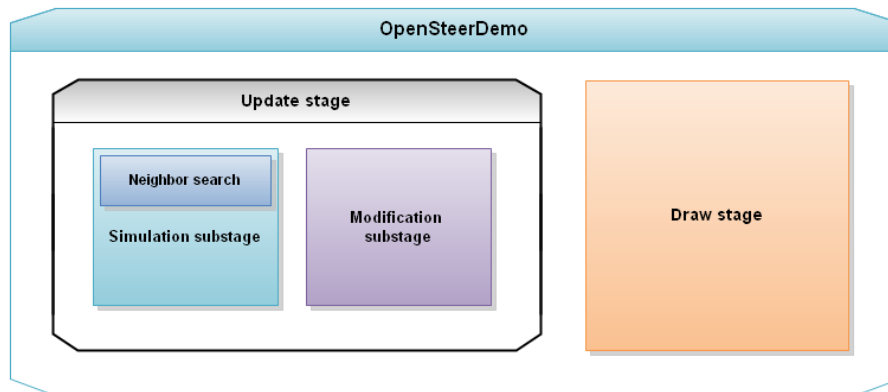 OpenSteerDemo
Update stage
Neighbor search
Simulation substage
Modification
substage
Draw stage